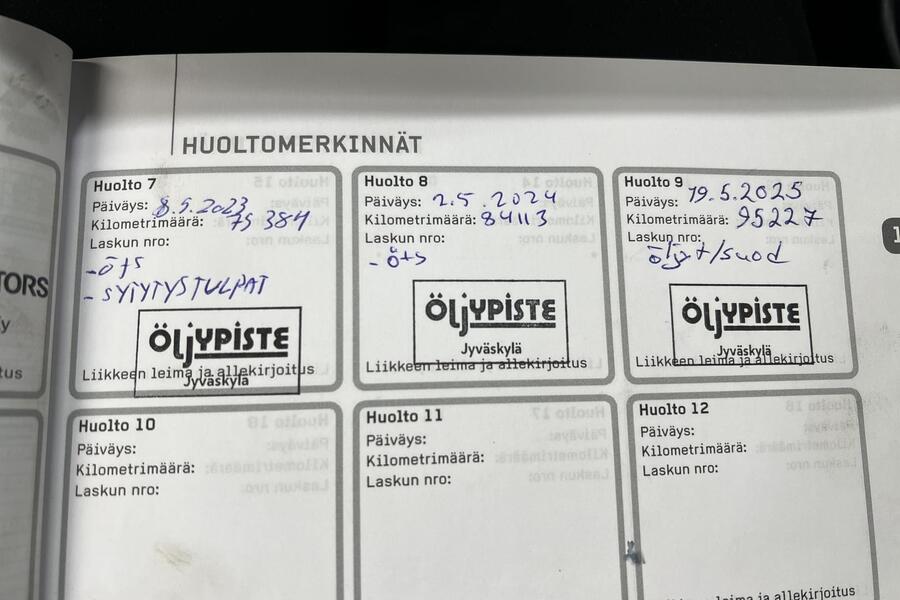 HUOLTOMERKINNÄT
Huolto 7
Päiväys: 8.5.2023
Kilometrimäärä: 75 384
Laskun nro:
- öts
- SYTYTYSTULPAT
ÖLJYPISTE
Jyväskylä
Liikkeen leima ja allekirjoitus
Huolto 8
Päiväys: 2.5.2024
Kilometrimäärä: 84113
Laskun nro:
- öts
ÖLJYPISTE
Jyväskylä
Liikkeen leima ja allekirjoitus
Huolto 9
Päiväys: 19.5.2025
Kilometrimäärä: 95227
Laskun nro:
öljyt/suod
ÖLJYPISTE
Jyväskylä
Liikkeen leima ja allekirjoitus
Huolto 10
Päiväys:
Kilometrimäärä:
Laskun nro:
Huolto 11
Päiväys:
Kilometrimäärä:
Laskun nro:
Huolto 12
Päiväys:
Kilometrimäärä:
Laskun nro:
leima ja allekirjoitus
TORS